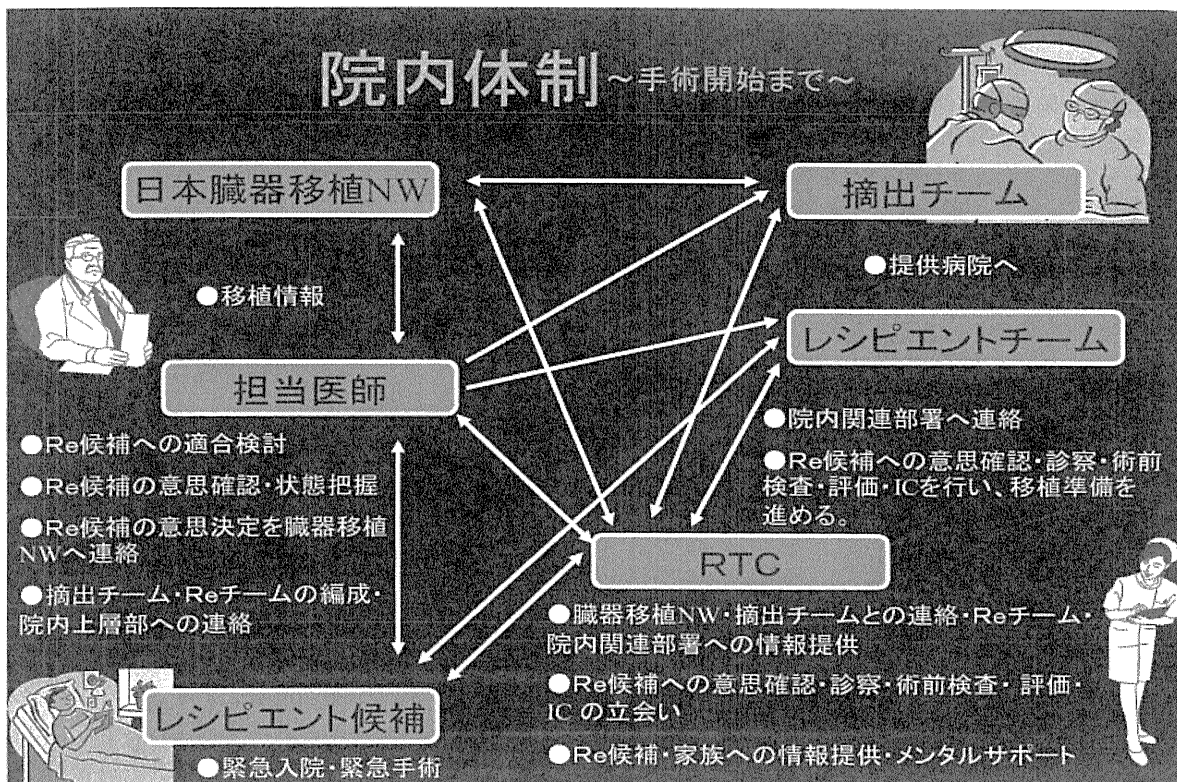 院内体制 ~手術開始まで~
日本臓器移植NW
摘出チーム
●提供病院へ
●移植情報
レシピエントチーム
担当医師
●院内関連部署へ連絡
●Re候補への意思確認・診察・術前
検査・評価・ICを行い、移植準備を
進める。
●Re候補への適合検討
●Re候補の意思確認・状態把握
●Re候補の意思決定を臓器移植
NWへ連絡
●摘出チーム・Reチームの編成・
院内上層部への連絡
RTC
●臓器移植NW・摘出チームとの連絡・Reチーム・
院内関連部署への情報提供
●Re候補への意思確認・診察・術前検査・ 評価・
IC の立会い
●Re候補・家族への情報提供・メンタルサポート
レシピエント候補
●緊急入院・緊急手術